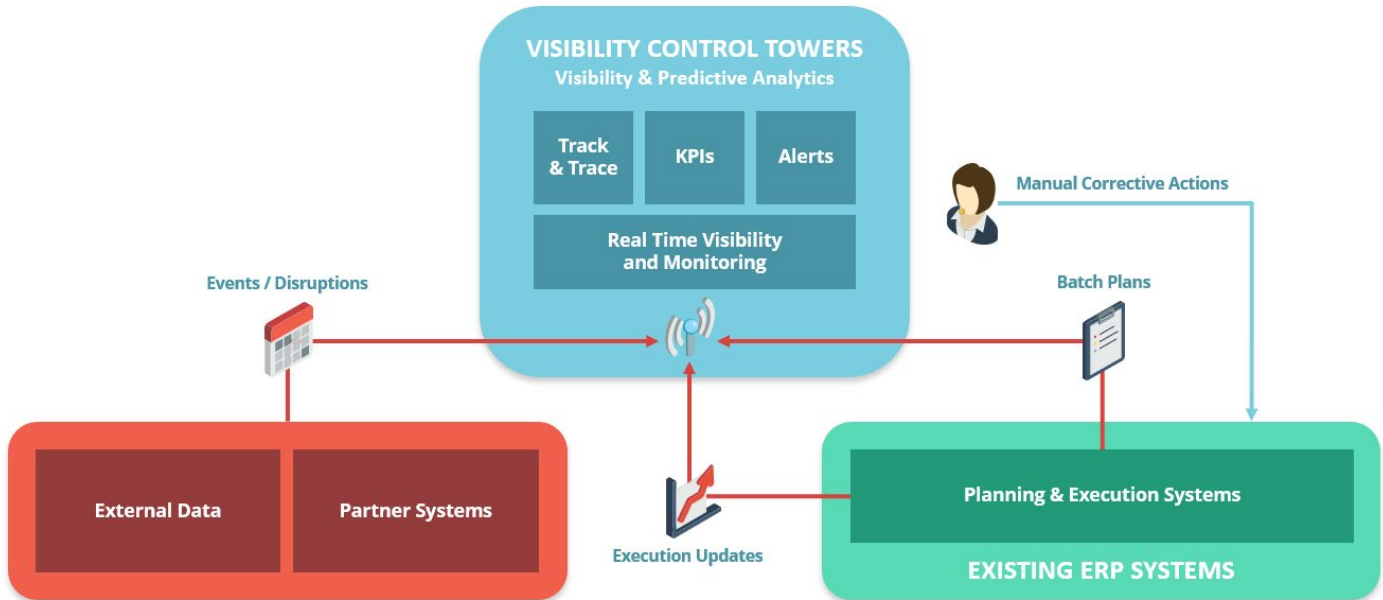 VISIBILITY CONTROL TOWERS
Visibility & Predictive Analytics
Track
& Trace
KPIs
Alerts
Real Time Visibility
and Monitoring
Manual Corrective Actions
Events / Disruptions
Batch Plans
External Data
Partner Systems
Execution Updates
Planning & Execution Systems
EXISTING ERP SYSTEMS